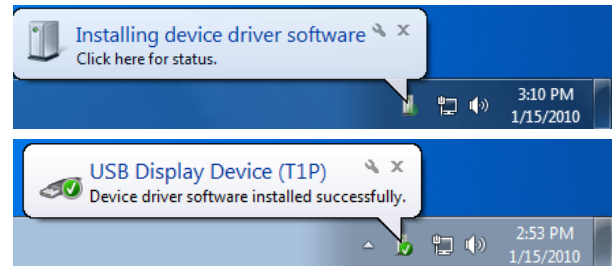 Installing device driver software
Click here for status.
3:10 PM
1/15/2010
USB Display Device (T1P)
Device driver software installed successfully.
2:53 PM
1/15/2010